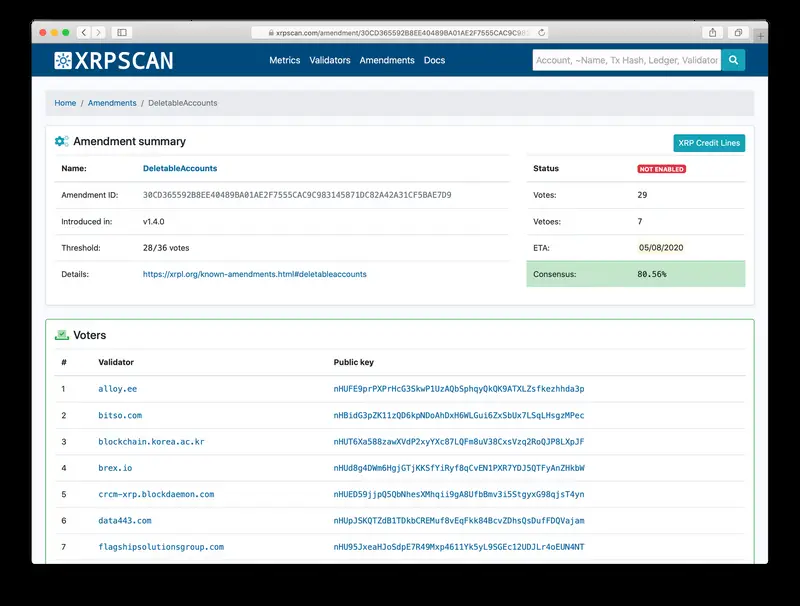 xrpscan.com/amendment/30CD365592B8EE40489BA01AE2F7555CAC9C98
XRPSCAN
Metrics Validators Amendments Docs
Account, ~Name, Tx Hash, Ledger, Validator
Home / Amendments / DeletableAccounts
Amendment summary
XRP Credit Lines
Name: DeletableAccounts
Status NOT ENABLED
Amendment ID: 30CD365592B8EE40489BA01AE2F7555CAC9C983145871DC82A42A31CF5BAE7D9
Votes: 29
Introduced in: v1.4.0
Vetoes: 7
Threshold: 28/36 votes
ETA: 05/08/2020
Details: https://xrpl.org/known-amendments.html#deletableaccounts
Consensus: 80.56%
Voters
# Validator Public key
1 alloy.ee nHUFE9prPXPrHcG3SkwP1UzAQbSphqyQkQK9ATXLZsfkezhhda3p
2 bitso.com nHBidG3pZK11zQD6kpNDoAhDxH6WLGui6ZxSbUx7LSqLHsgzMPec
3 blockchain.korea.ac.kr nHUT6Xa5B8zawXVdP2xyYXc87LQFm8uV38CxsVzq2RoQJP8LXpJF
4 brex.io nHUd8g4DWm6HgjGTjKKSfYiRyf8qCvEN1PXR7YDJ5QTFyAnZHkbW
5 crcm-xrp.blockdaemon.com nHUED59jjpQ5QbNhesXMhqii9gA8UfbBmv3i5StgyxG98qjsT4yn
6 data443.com nHUpJSKQTZdB1TDkbCREMuf8vEqFkk84BcvZDhsQsDufFDQVajam
7 flagshipsolutionsgroup.com nHU95JxeaHJoSdpE7R49Mxp4611Yk5yL9SGEc12UDJLr4oEUN4NT